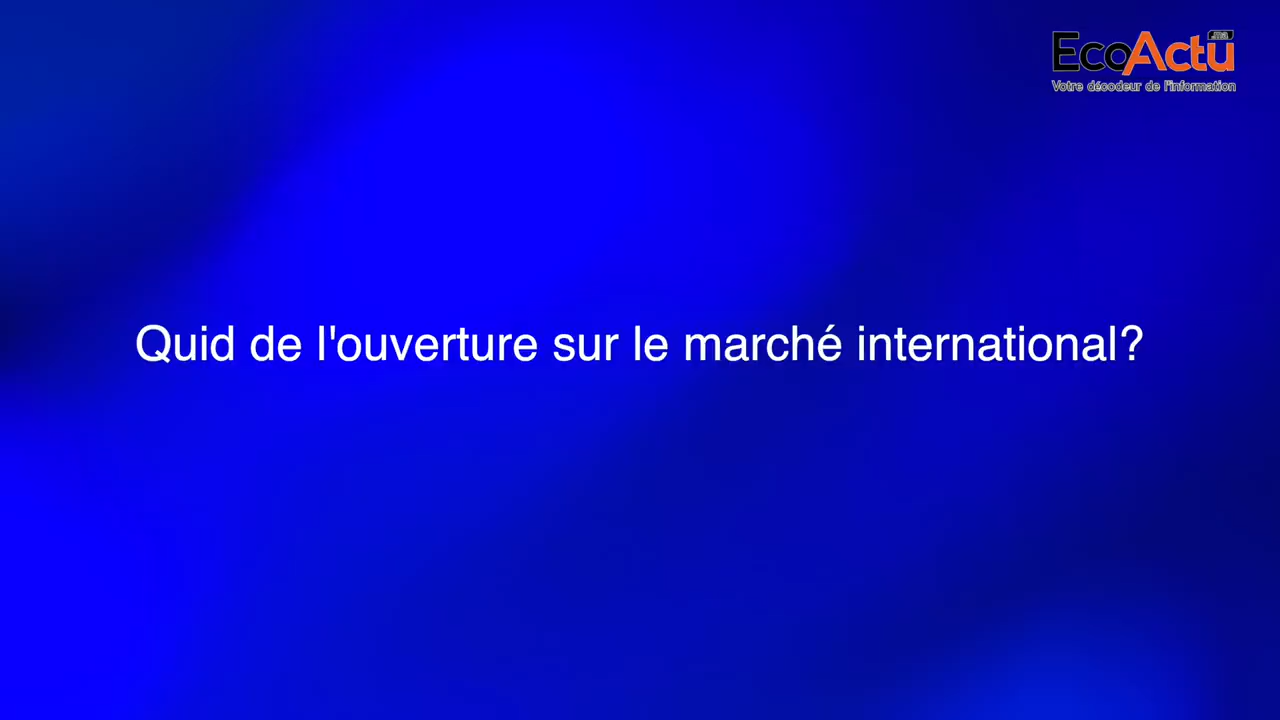 .ma
EcoActu
Votre décodeur de l'information
Quid de l'ouverture sur le marché international?